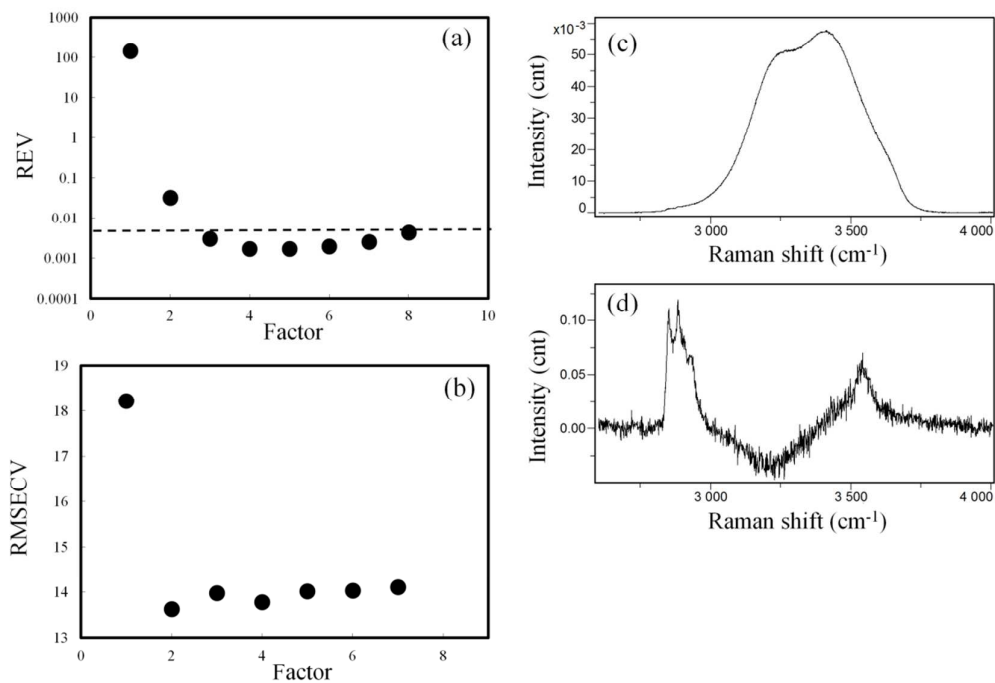 (a)
REV
1000
100
10
1
0.1
0.01
0.001
0.0001
0 2 4 6 8 10
Factor
(b)
RMSECV
19
18
17
16
15
14
13
0 2 4 6 8
Factor
(c)
Intensity (cnt)
x10-3
50
40
30
20
10
0
3 000 3 500 4 000
Raman shift (cm-1)
(d)
Intensity (cnt)
0.10
0.05
0.00
3 000 3 500 4 000
Raman shift (cm-1)